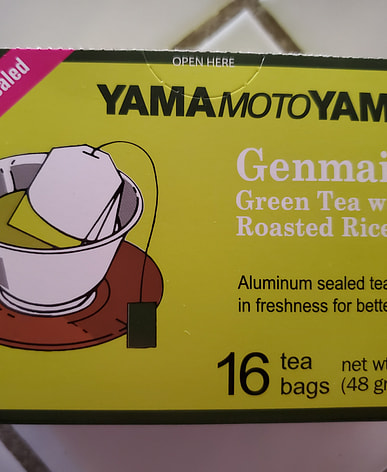 aled
OPEN HERE
YAMAMOTOYAM
Genmai
Green Tea w
Roasted Rice
Aluminum sealed tea
in freshness for bette
16 tea bags
net w
(48 g